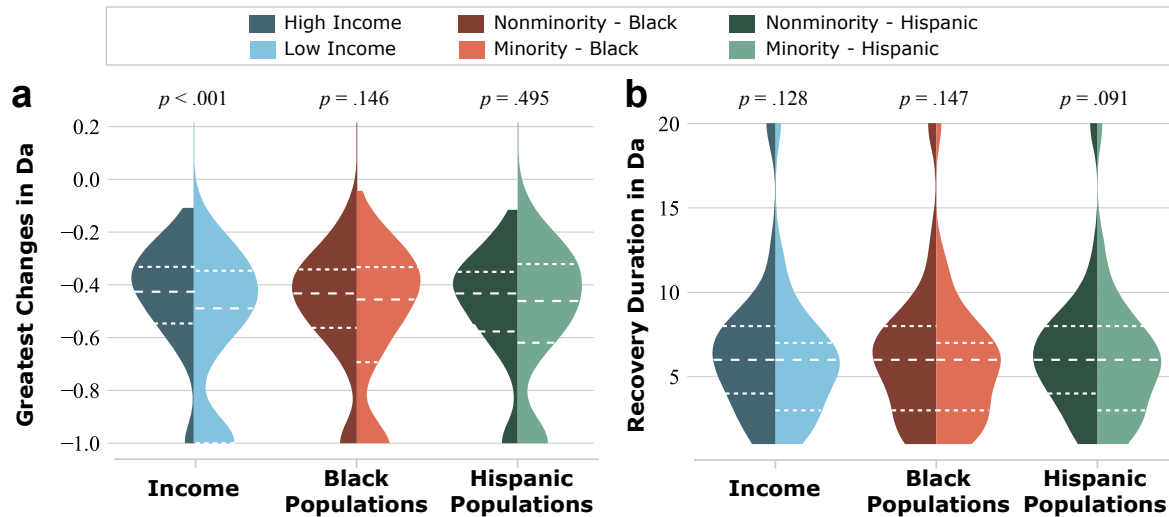 High Income Nonminority - Black Nonminority - Hispanic
Low Income Minority - Black Minority - Hispanic
a
p < .001 p = .146 p = .495
Greatest Changes in Da
0.2
0.0
−0.2
−0.4
−0.6
−0.8
−1.0
Income
Black Populations
Hispanic Populations
b
p = .128 p = .147 p = .091
Recovery Duration in Da
20
15
10
5
Income
Black Populations
Hispanic Populations